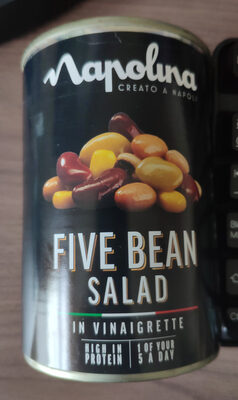 Napolina
CREATO A NAPOLI
FIVE BEAN
SALAD
IN VINAIGRETTE
HIGH IN PROTEIN
1 OF YOUR 5 A DAY